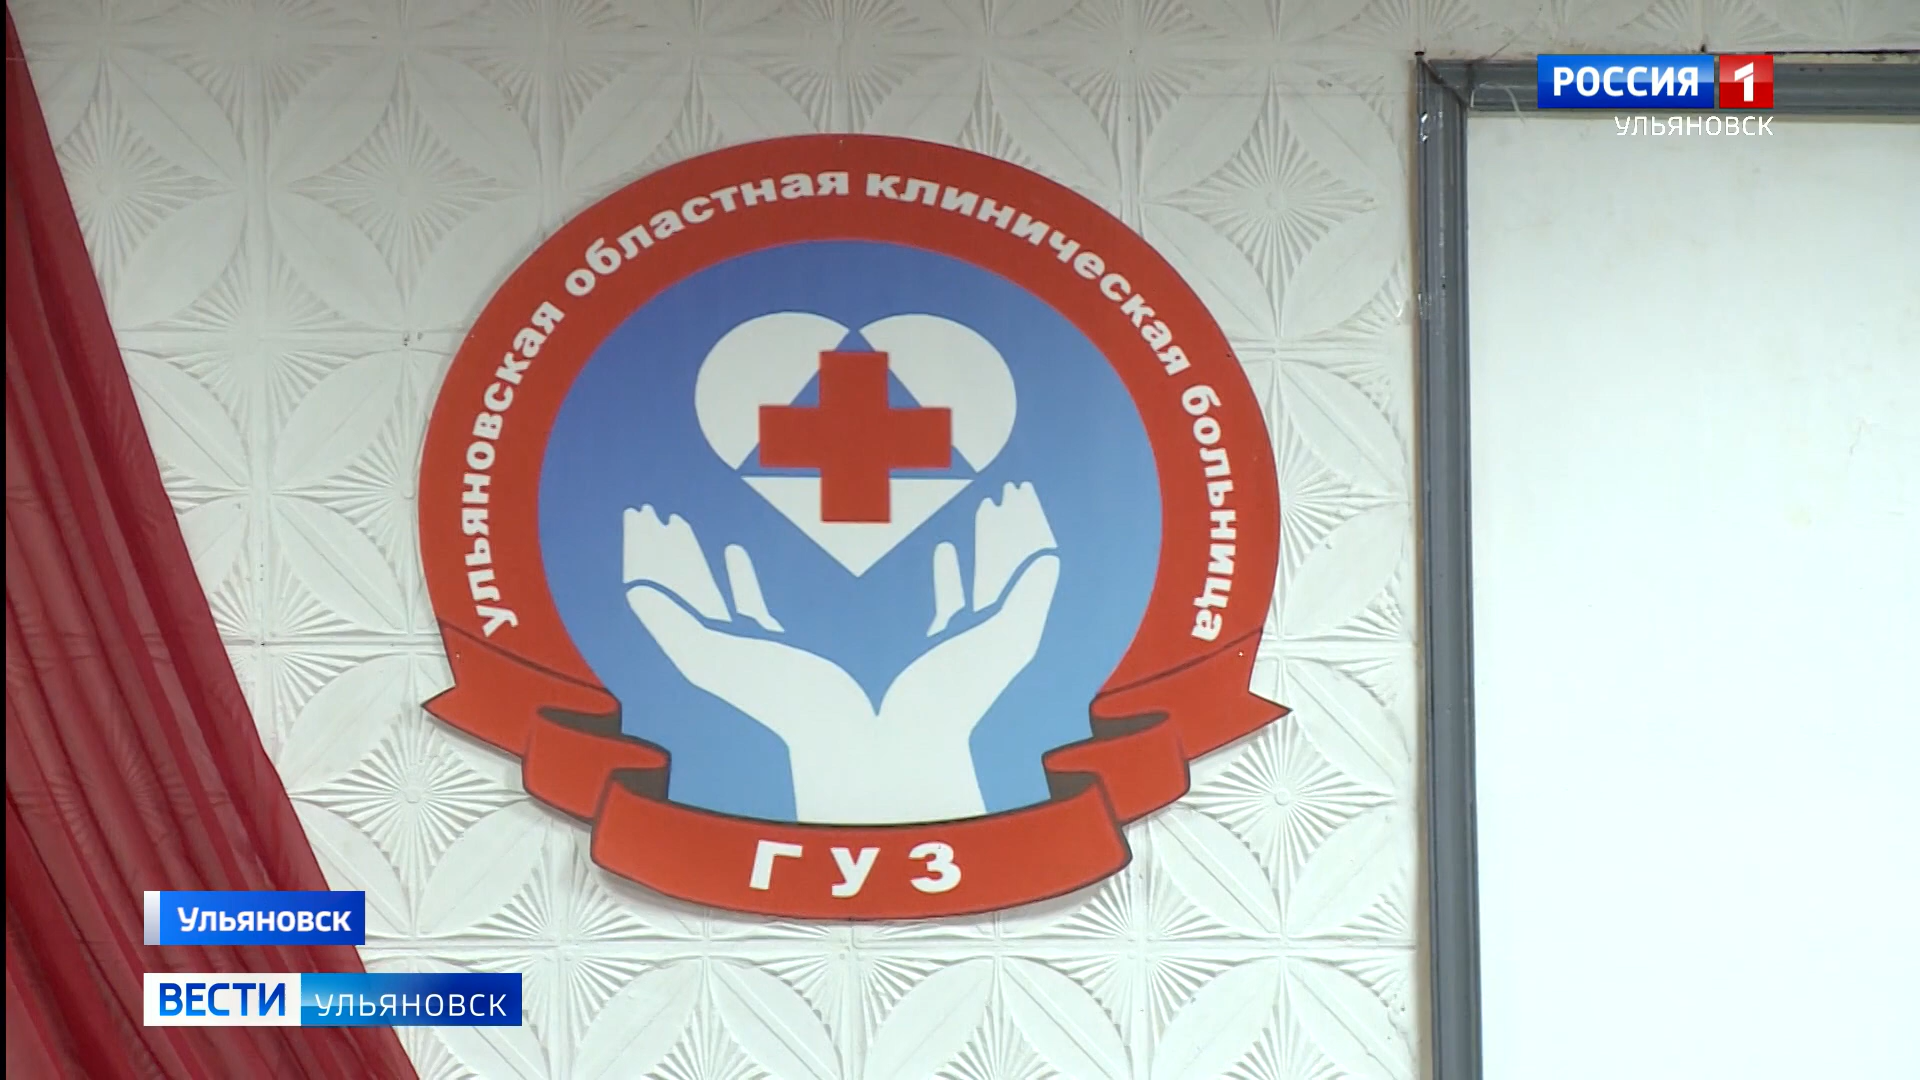 РОССИЯ 1
УЛЬЯНОВСК
ульяновская областная клиническая больница
ГУЗ
Ульяновск
ВЕСТИ УЛЬЯНОВСК